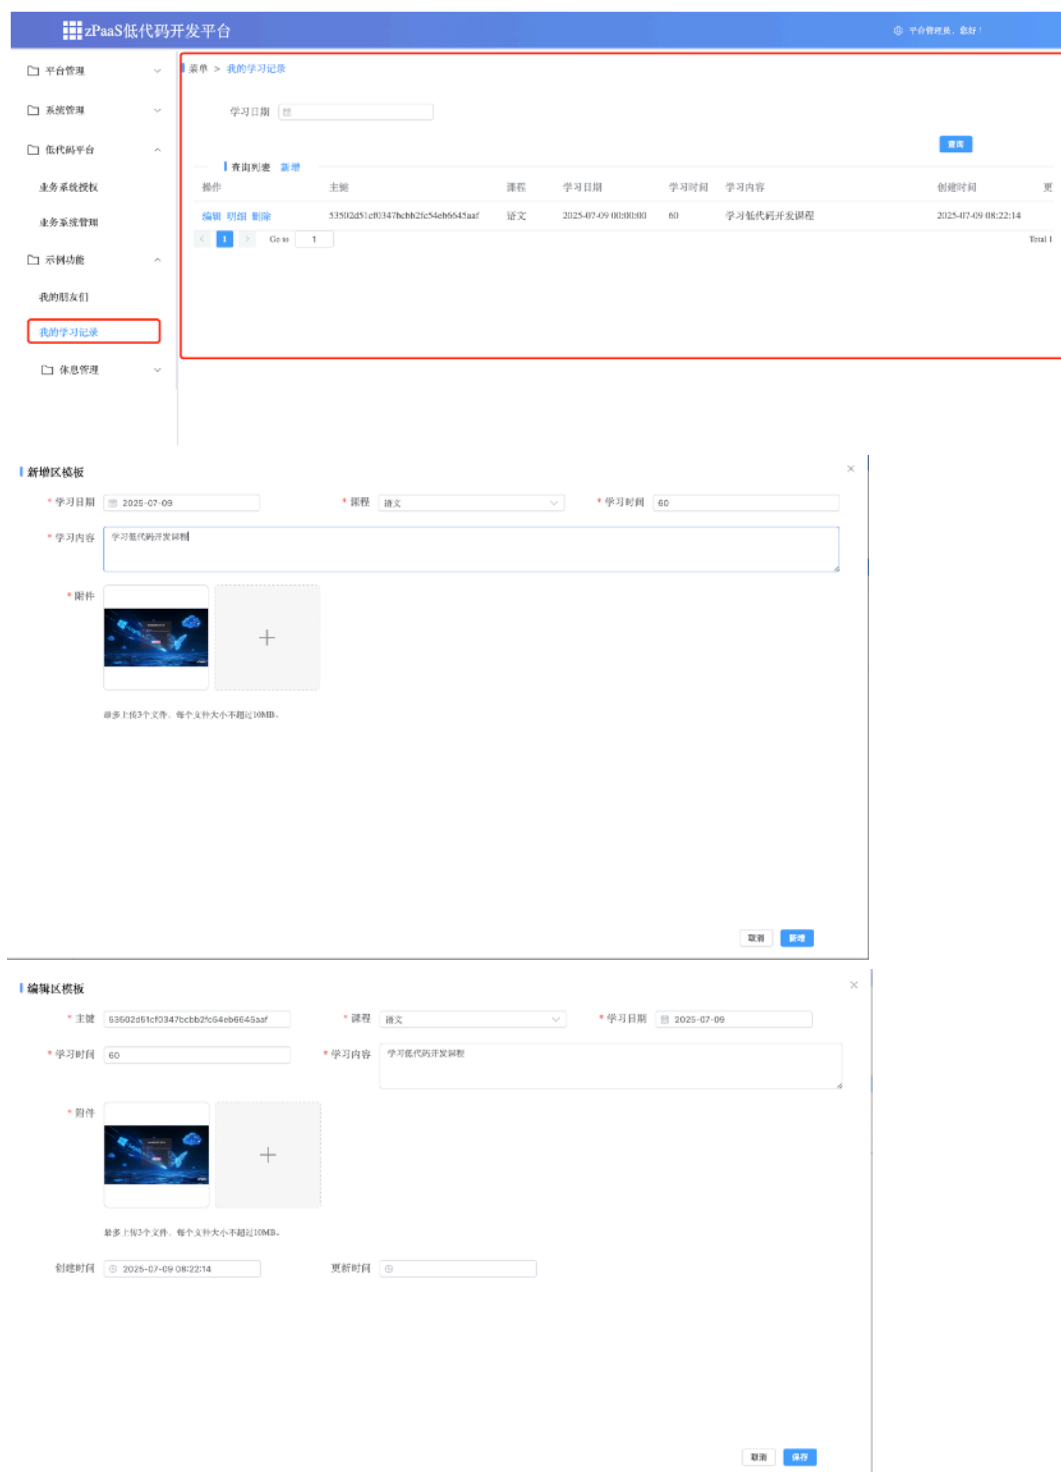 zPaaS低代码开发平台
平台管理员，您好！
平台管理
系统管理
低代码平台
业务系统授权
业务系统管理
示例功能
我的朋友们
我的学习记录
休息管理
菜单 > 我的学习记录
学习日期
查询
查询列表 新增
操作 主键 课程 学习日期 学习时间 学习内容 创建时间 更
编辑 明细 删除 53502d51cf0347bcbb2fc54eb6645aaf 语文 2025-07-09 00:00:00 60 学习低代码开发课程 2025-07-09 08:22:14
< 1 > Go to 1 Total 1
新增区模板
* 学习日期 2025-07-09 * 课程 语文 * 学习时间 60
* 学习内容 学习低代码开发课程
* 附件
最多上传3个文件，每个文件大小不超过10MB。
取消 新增
编辑区模板
* 主键 53502d51cf0347bcbb2fc54eb6645aaf * 课程 语文 * 学习日期 2025-07-09
* 学习时间 60 * 学习内容 学习低代码开发课程
* 附件
最多上传3个文件，每个文件大小不超过10MB。
创建时间 2025-07-09 08:22:14 更新时间
取消 保存